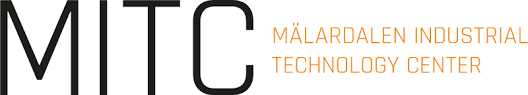 MITC
MÄLARDALEN INDUSTRIAL
TECHNOLOGY CENTER